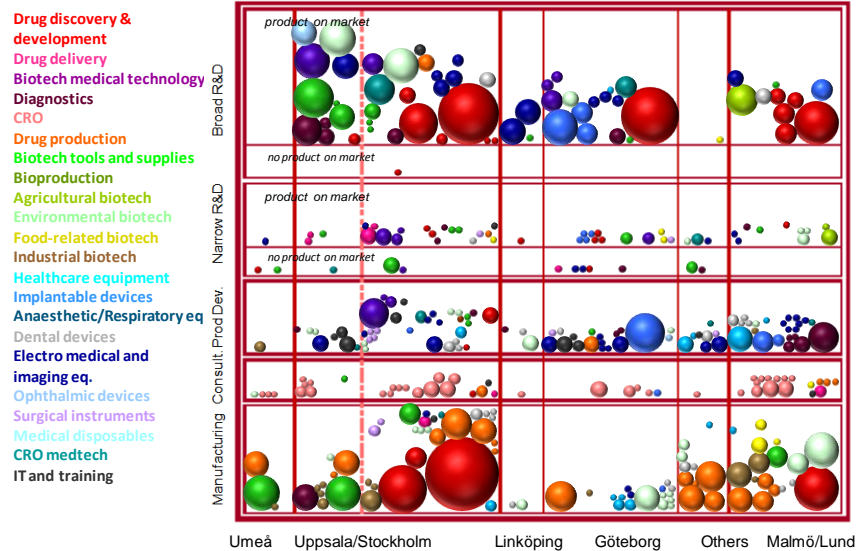 Drug discovery &
development
Drug delivery
Biotech medical technology
Diagnostics
CRO
Drug production
Biotech tools and supplies
Bioproduction
Agricultural biotech
Environmental biotech
Food-related biotech
Industrial biotech
Healthcare equipment
Implantable devices
Anaesthetic/Respiratory eq
Dental devices
Electro medical and
imaging eq.
Ophthalmic devices
Surgical instruments
Medical disposables
CRO medtech
IT and training
Broad R&D
product on market
no product on market
Narrow R&D
product on market
no product on market
Prod Dev.
Consult.
Manufacturing
Umeå
Uppsala/Stockholm
Linköping
Göteborg
Others
Malmö/Lund